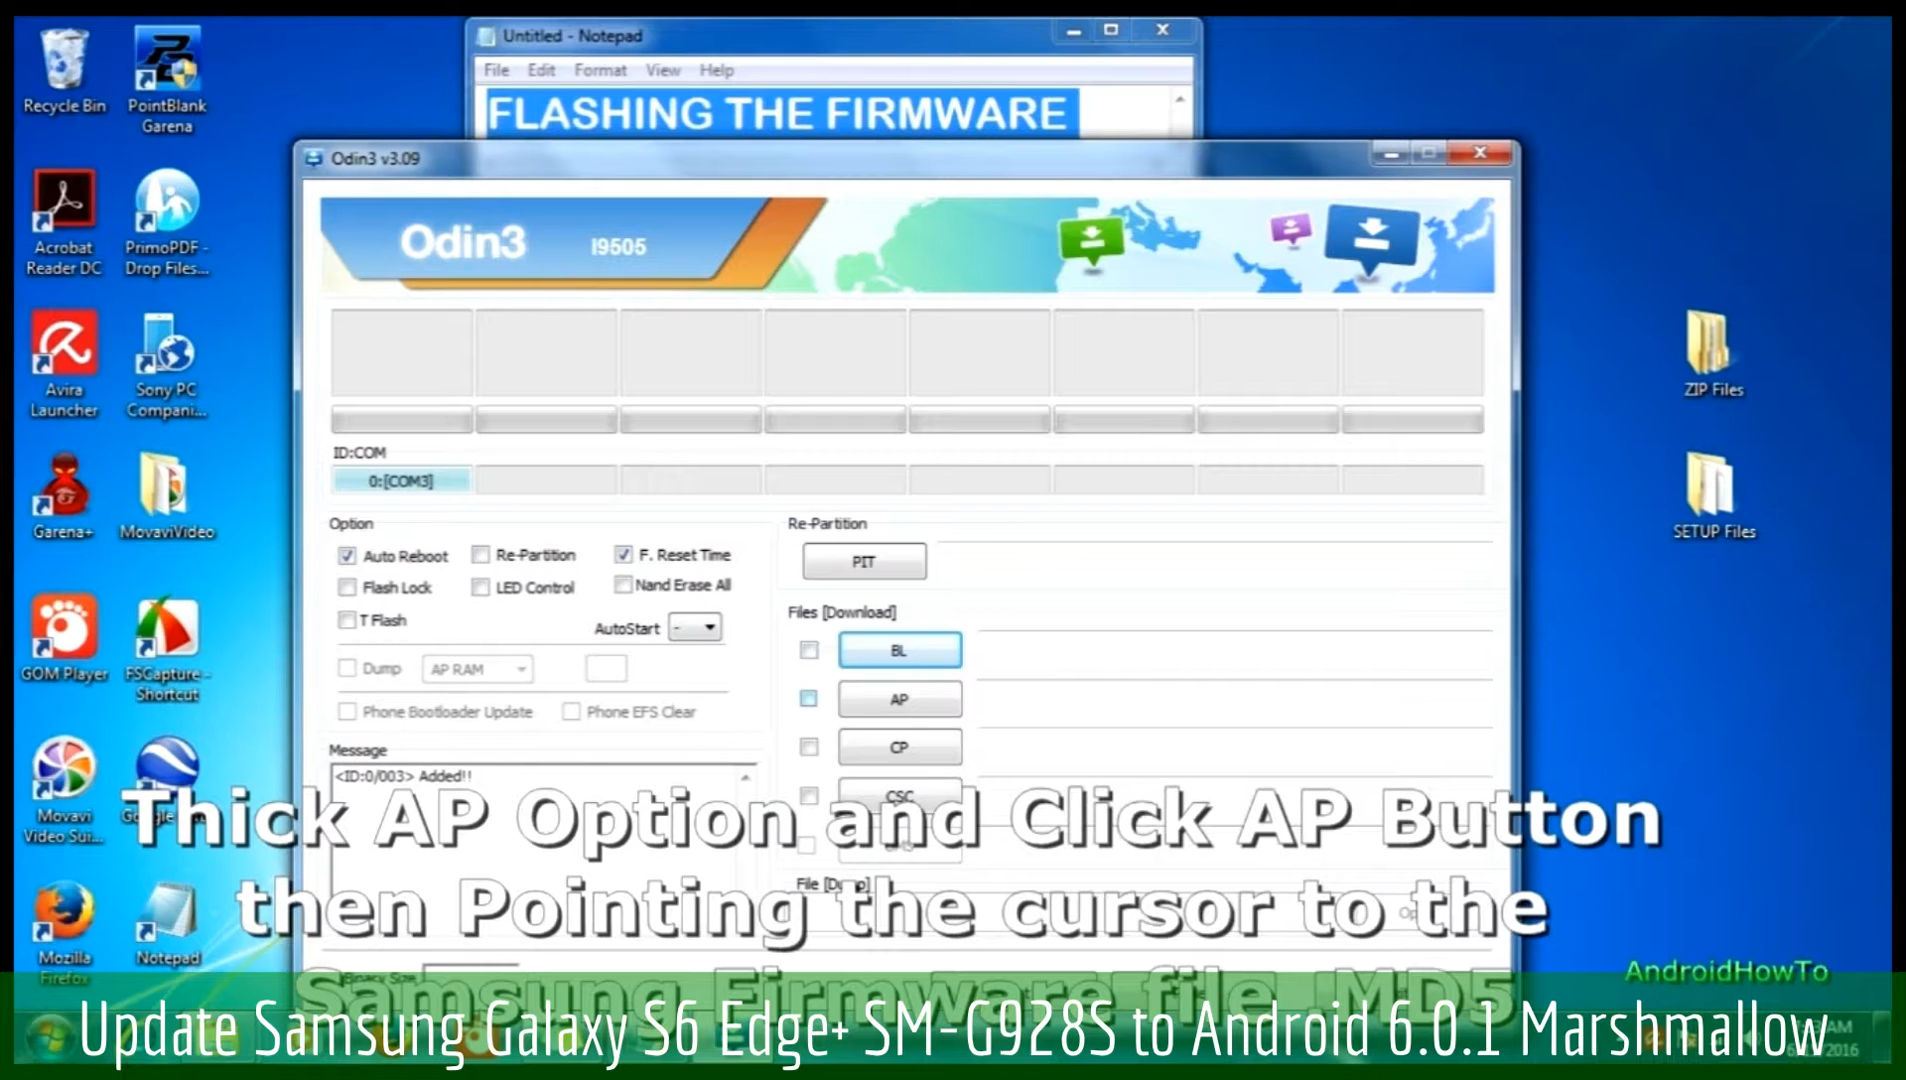 Recycle Bin
PointBlank
Garena
Acrobat
Reader DC
PrimoPDF -
Drop Files...
Avira
Launcher
Sony PC
Compani...
Garena+
MovaviVideo
GOM Player
FSCapture -
Shortcut
Movavi
Video Sui...
Mozilla
Firefox
Notepad
Untitled - Notepad
File Edit Format View Help
FLASHING THE FIRMWARE
Odin3 v3.09
Odin3 I9505
ID:COM
0:[COM3]
Option
Auto Reboot Re-Partition F. Reset Time
Flash Lock LED Control Nand Erase All
T Flash AutoStart -
Dump AP RAM
Phone Bootloader Update Phone EFS Clear
Message
<ID:0/003> Added!!
Re-Partition
PIT
Files [Download]
BL
AP
CP
CSC
File [Dump]
Binary Size
ZIP Files
SETUP Files
Thick AP Option and Click AP Button
then Pointing the cursor to the
Samsung Firmware file .MD5
AndroidHowTo
Update Samsung Galaxy S6 Edge+ SM-G928S to Android 6.0.1 Marshmallow